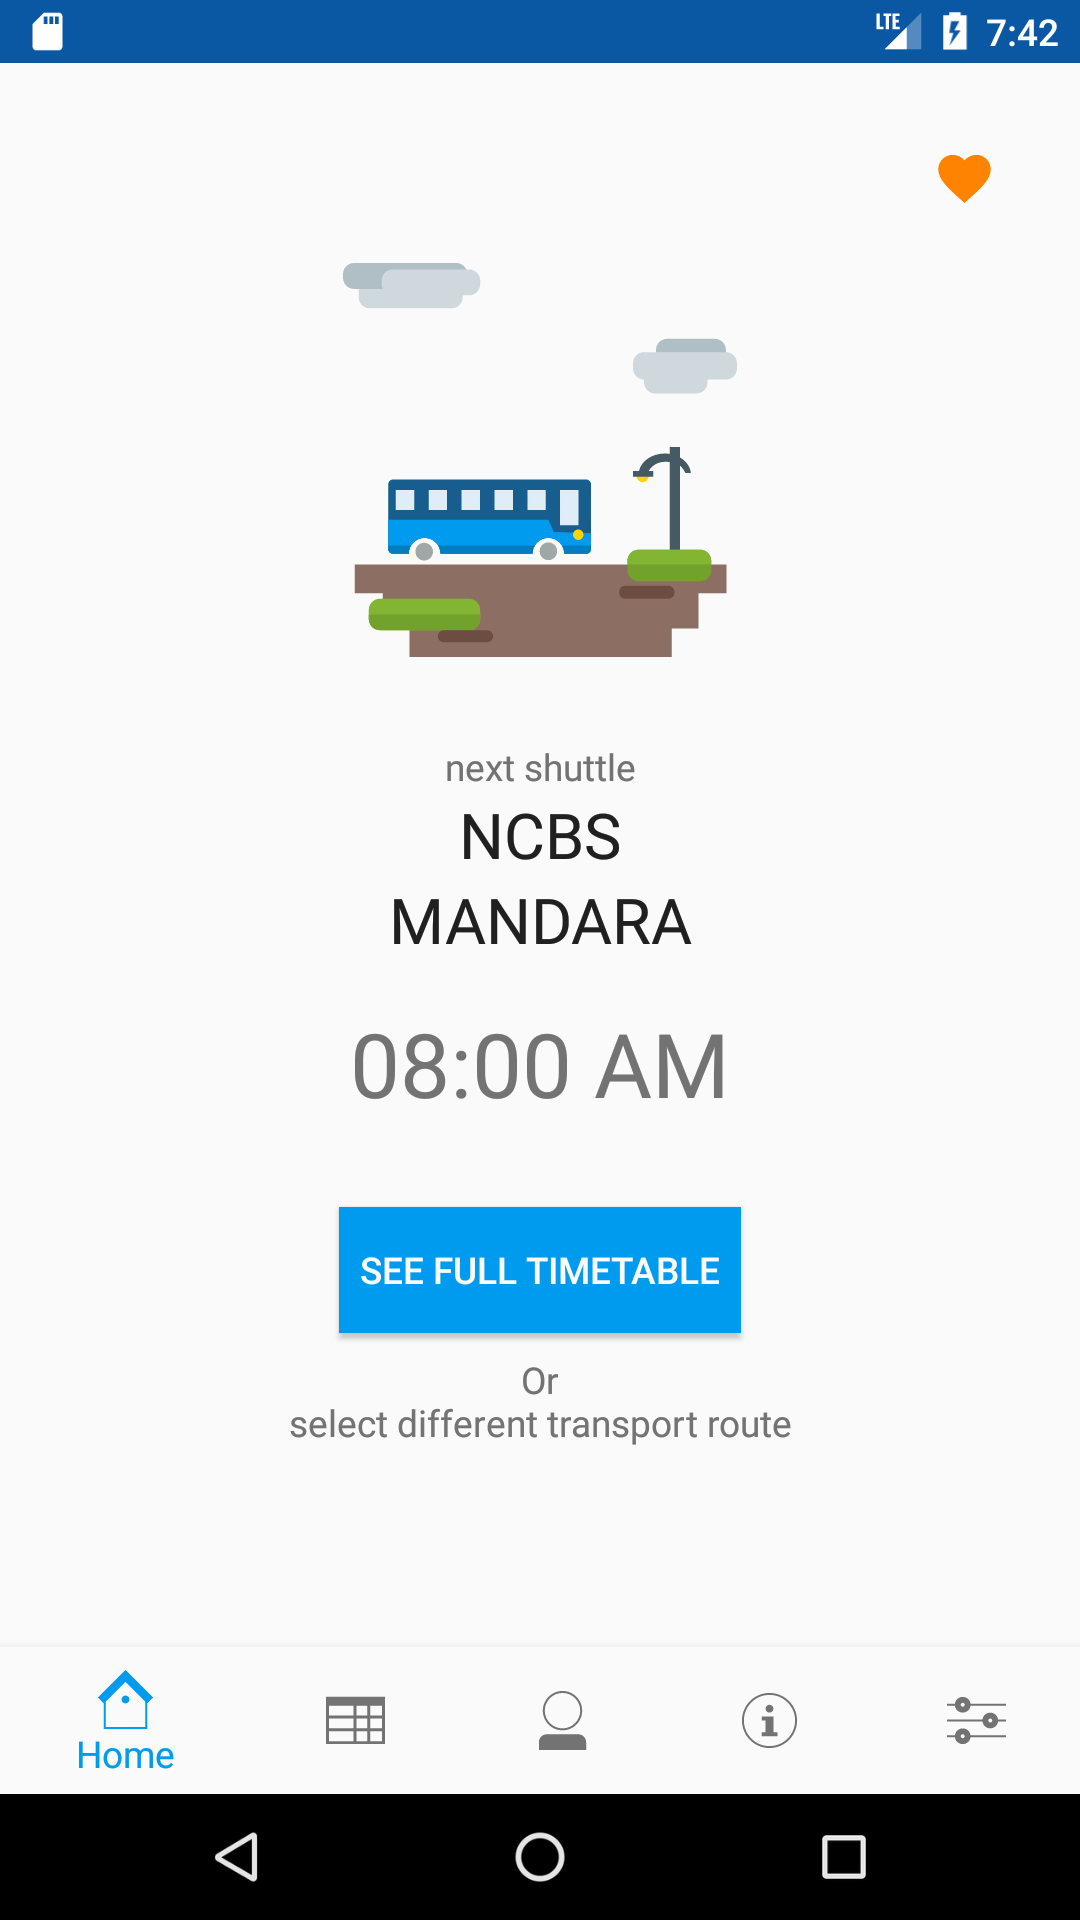 LTE 7:42
next shuttle
NCBS
MANDARA
08:00 AM
SEE FULL TIMETABLE
Or
select different transport route
Home